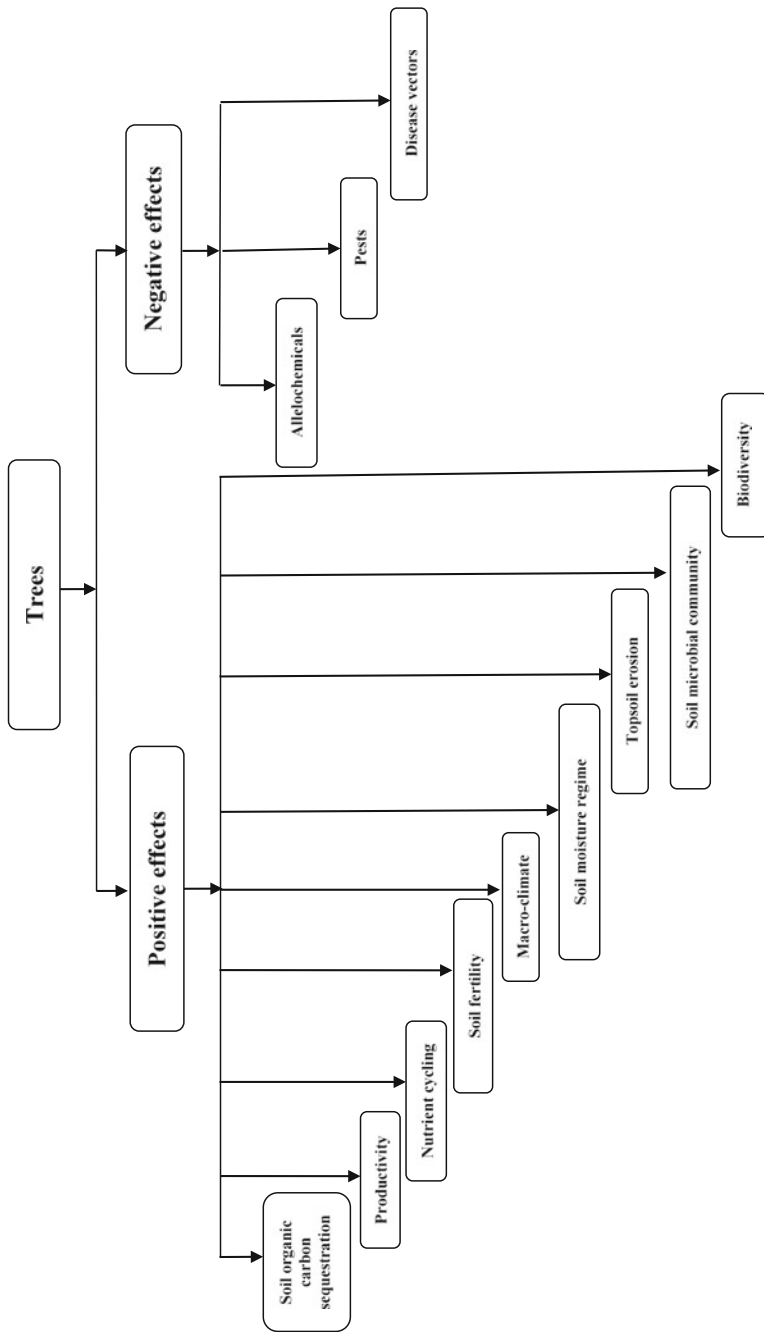 Trees
Positive effects
Negative effects
Soil organic
carbon
sequestration
Productivity
Nutrient cycling
Soil fertility
Macro-climate
Soil moisture regime
Topsoil erosion
Soil microbial community
Biodiversity
Allelochemicals
Pests
Disease vectors